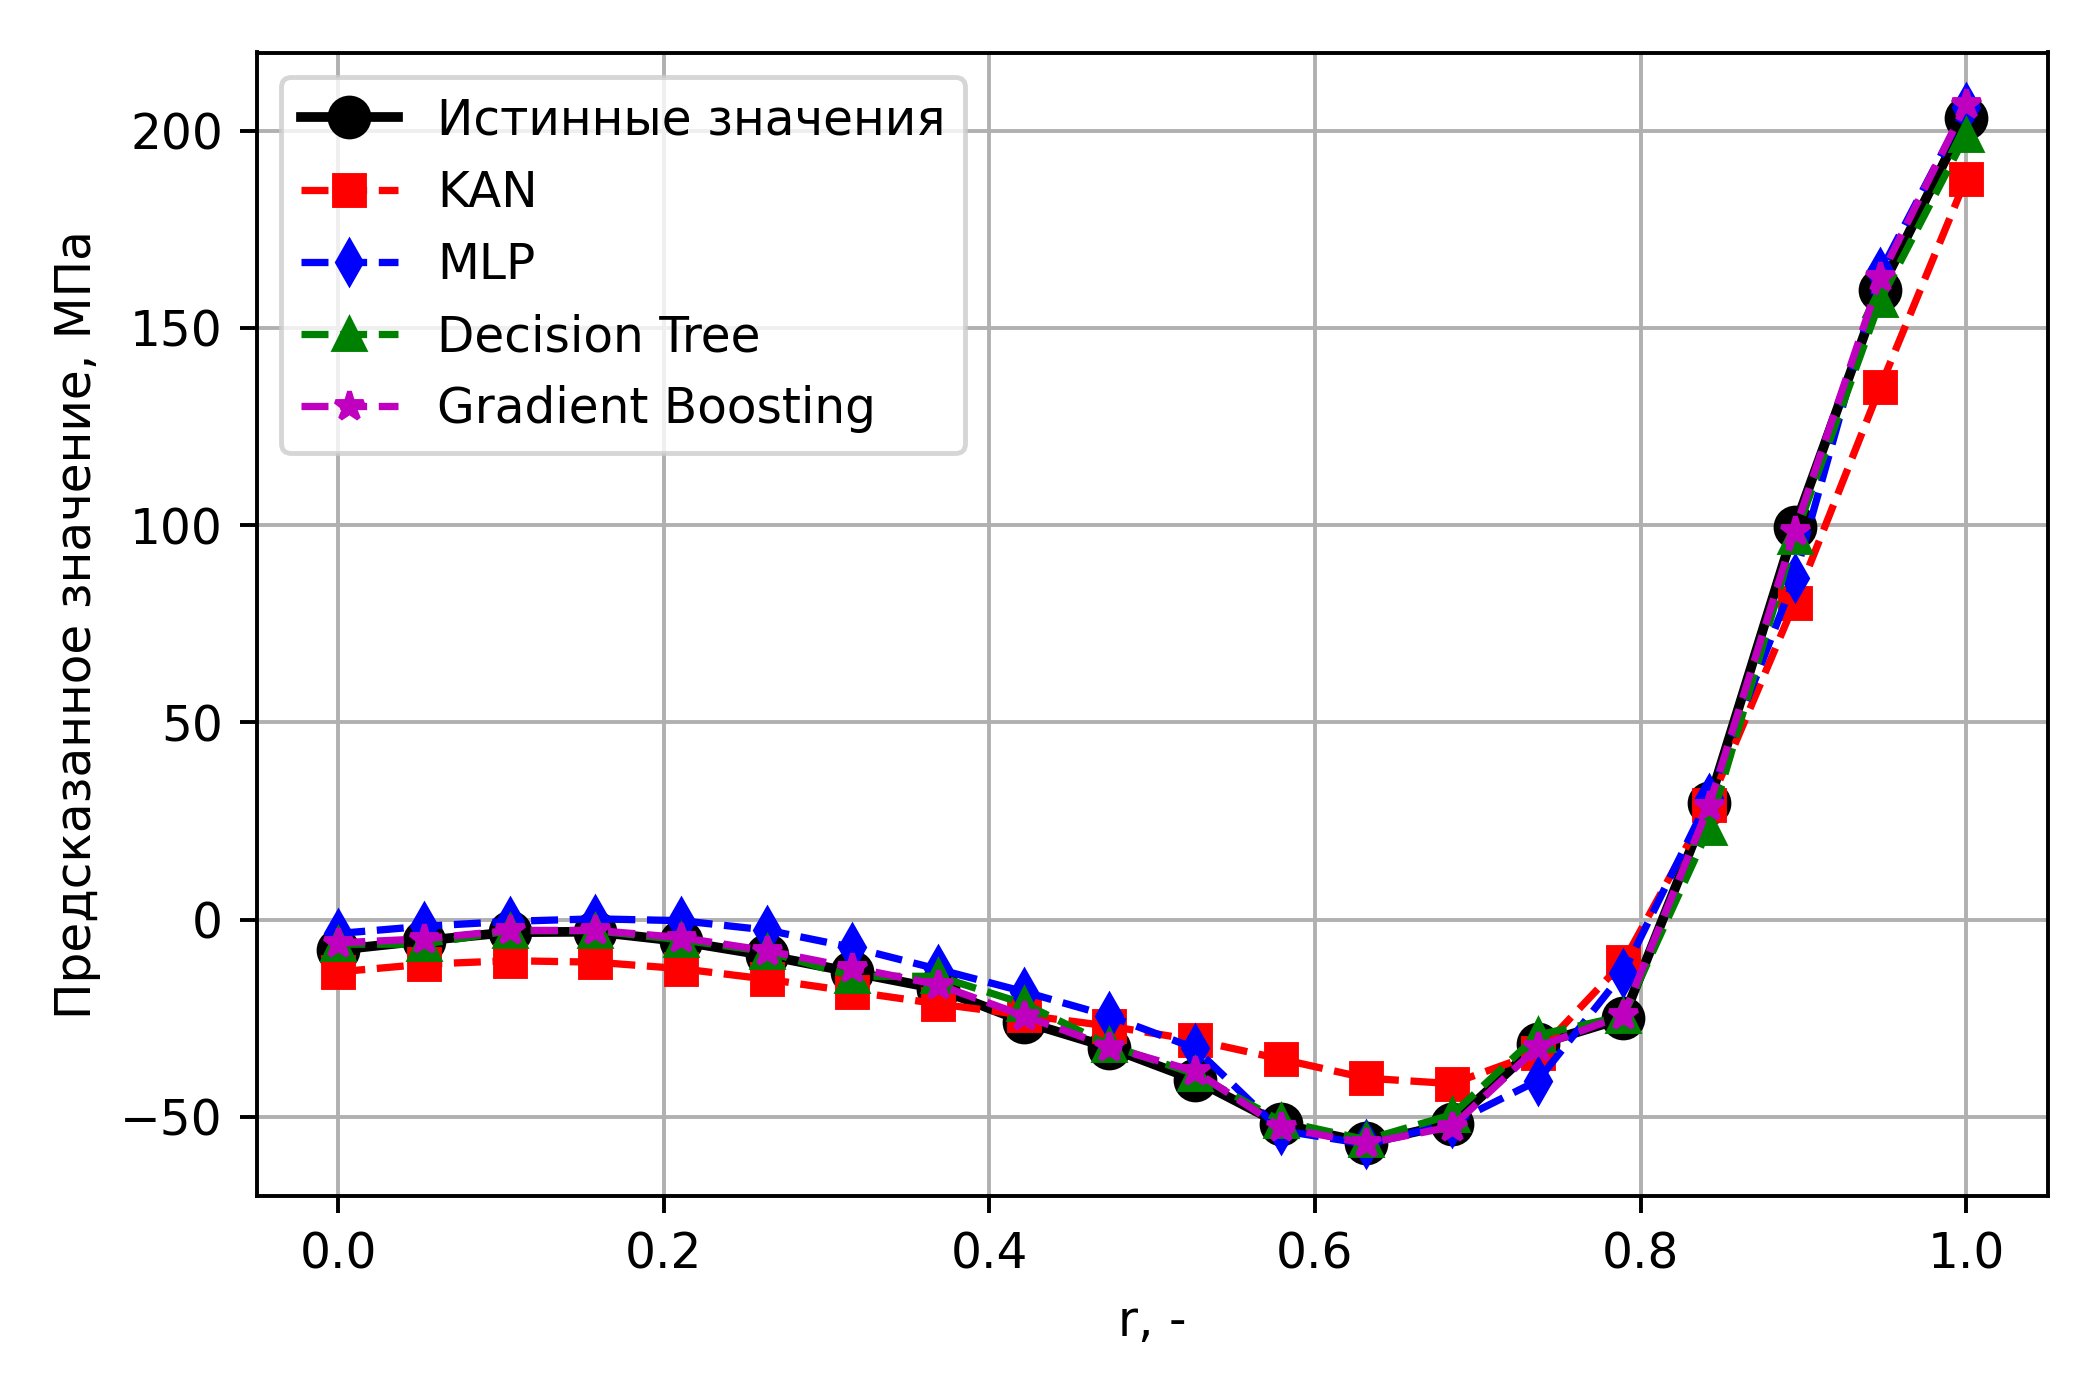 Истинные значения
KAN
MLP
Decision Tree
Gradient Boosting
Предсказанное значение, МПа
200
150
100
50
0
−50
0.0 0.2 0.4 0.6 0.8 1.0
r, -